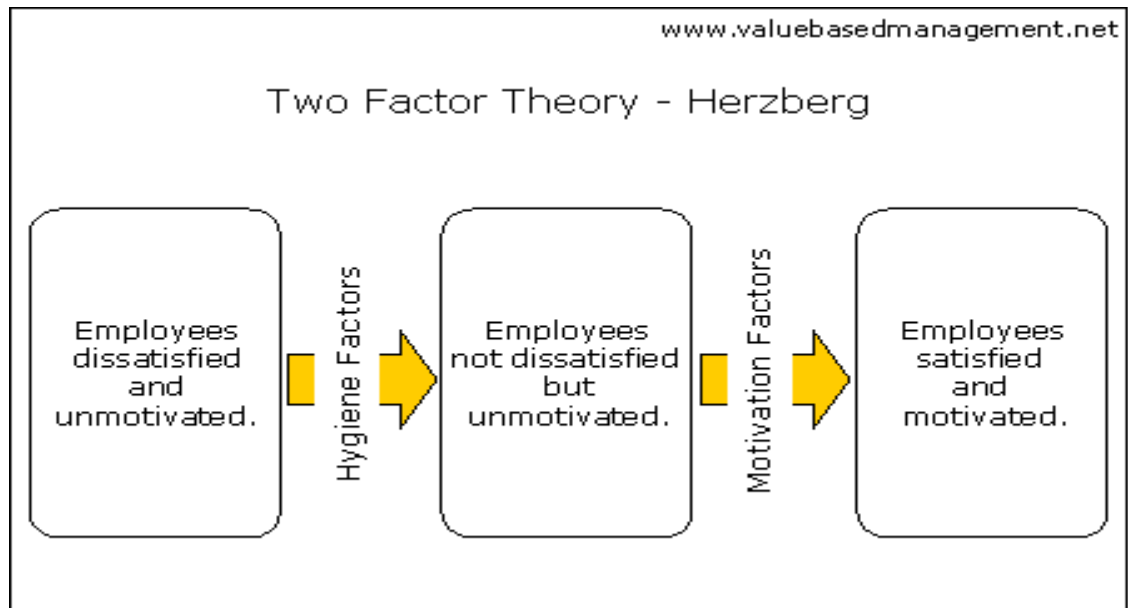 www.valuebasedmanagement.net
Two Factor Theory - Herzberg
Employees
dissatisfied
and
unmotivated.
Hygiene Factors
Employees
not dissatisfied
but
unmotivated.
Motivation Factors
Employees
satisfied
and
motivated.